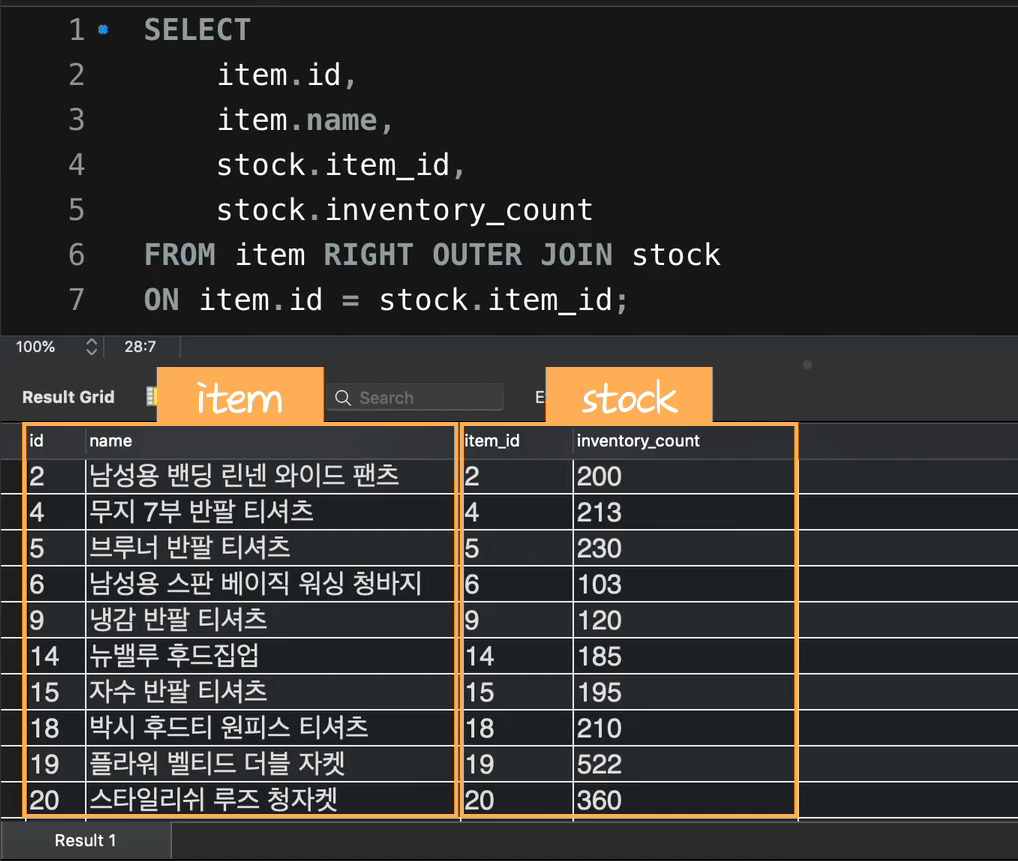 1 SELECT
2 item.id,
3 item.name,
4 stock.item_id,
5 stock.inventory_count
6 FROM item RIGHT OUTER JOIN stock
7 ON item.id = stock.item_id;
100% 28:7
Result Grid item Search E stock
id name item_id inventory_count
2 남성용 밴딩 린넨 와이드 팬츠 2 200
4 무지 7부 반팔 티셔츠 4 213
5 브루너 반팔 티셔츠 5 230
6 남성용 스판 베이직 워싱 청바지 6 103
9 냉감 반팔 티셔츠 9 120
14 뉴밸루 후드집업 14 185
15 자수 반팔 티셔츠 15 195
18 박시 후드티 원피스 티셔츠 18 210
19 플라워 벨티드 더블 자켓 19 522
20 스타일리쉬 루즈 청자켓 20 360
Result 1